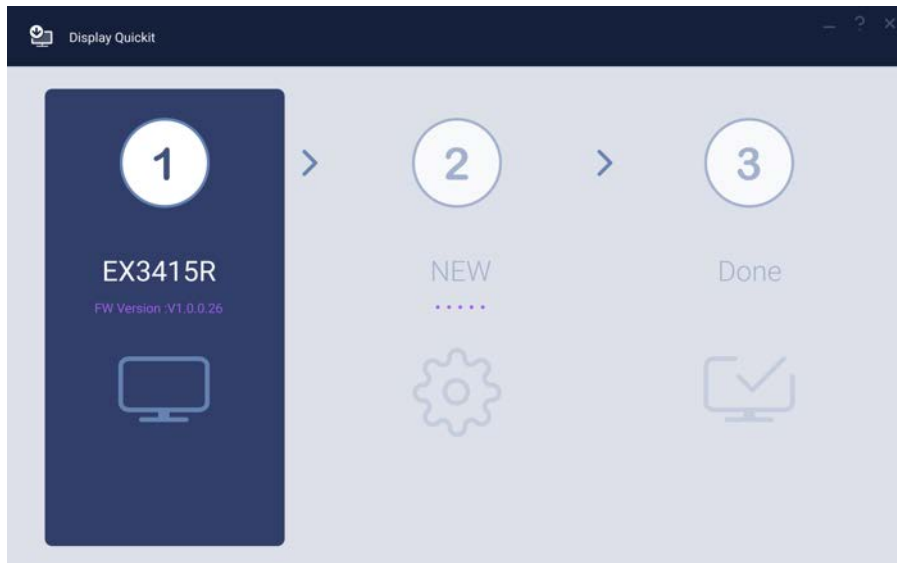 Display Quickit
1
2
3
EX3415R
NEW
Done
FW Version :V1.0.0.26